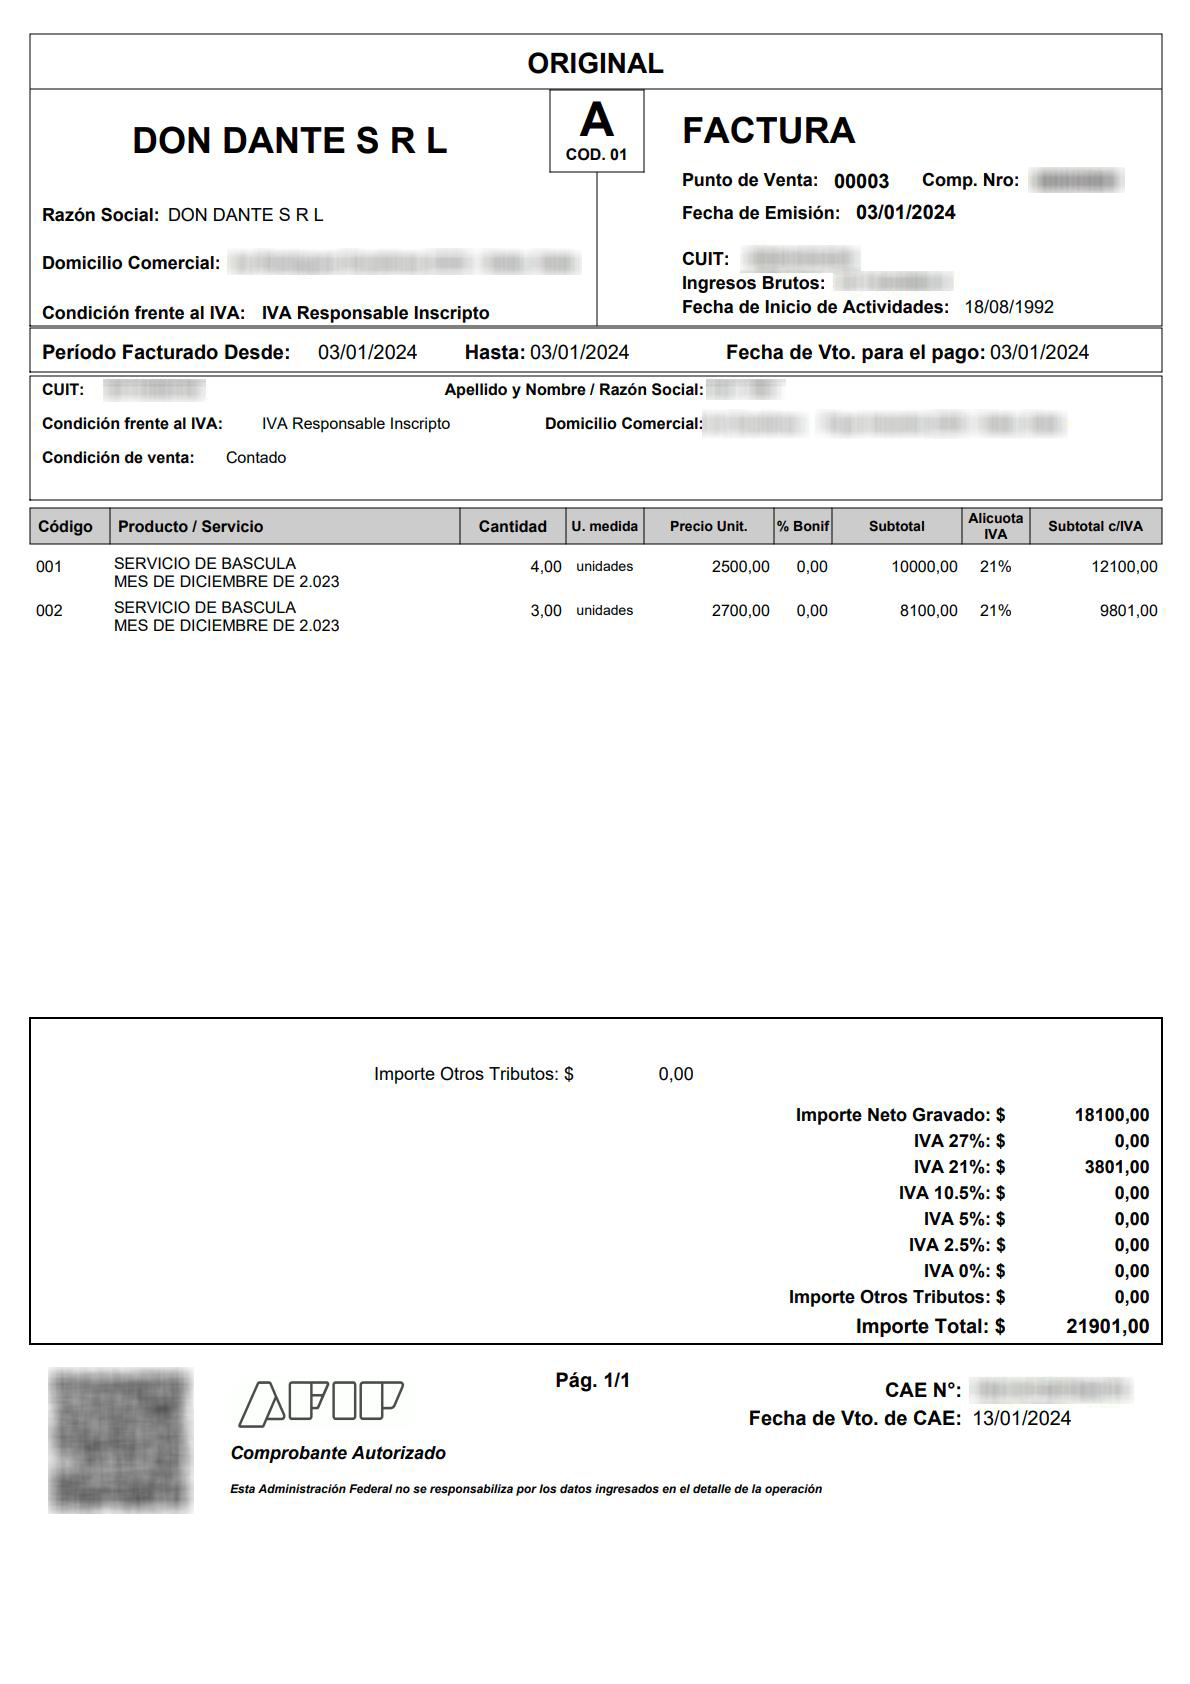 ORIGINAL
DON DANTE S R L
A
COD. 01
FACTURA
Punto de Venta: 00003 Comp. Nro:
Razón Social: DON DANTE S R L
Fecha de Emisión: 03/01/2024
Domicilio Comercial:
CUIT:
Ingresos Brutos:
Condición frente al IVA: IVA Responsable Inscripto
Fecha de Inicio de Actividades: 18/08/1992
Período Facturado Desde: 03/01/2024 Hasta: 03/01/2024 Fecha de Vto. para el pago: 03/01/2024
CUIT: Apellido y Nombre / Razón Social:
Condición frente al IVA: IVA Responsable Inscripto Domicilio Comercial:
Condición de venta: Contado
Código Producto / Servicio Cantidad U. medida Precio Unit. % Bonif Subtotal Alicuota IVA Subtotal c/IVA
001 SERVICIO DE BASCULA 4,00 unidades 2500,00 0,00 10000,00 21% 12100,00
MES DE DICIEMBRE DE 2.023
002 SERVICIO DE BASCULA 3,00 unidades 2700,00 0,00 8100,00 21% 9801,00
MES DE DICIEMBRE DE 2.023
Importe Otros Tributos: $ 0,00
Importe Neto Gravado: $ 18100,00
IVA 27%: $ 0,00
IVA 21%: $ 3801,00
IVA 10.5%: $ 0,00
IVA 5%: $ 0,00
IVA 2.5%: $ 0,00
IVA 0%: $ 0,00
Importe Otros Tributos: $ 0,00
Importe Total: $ 21901,00
AFIP
Pág. 1/1
CAE N°:
Fecha de Vto. de CAE: 13/01/2024
Comprobante Autorizado
Esta Administración Federal no se responsabiliza por los datos ingresados en el detalle de la operación